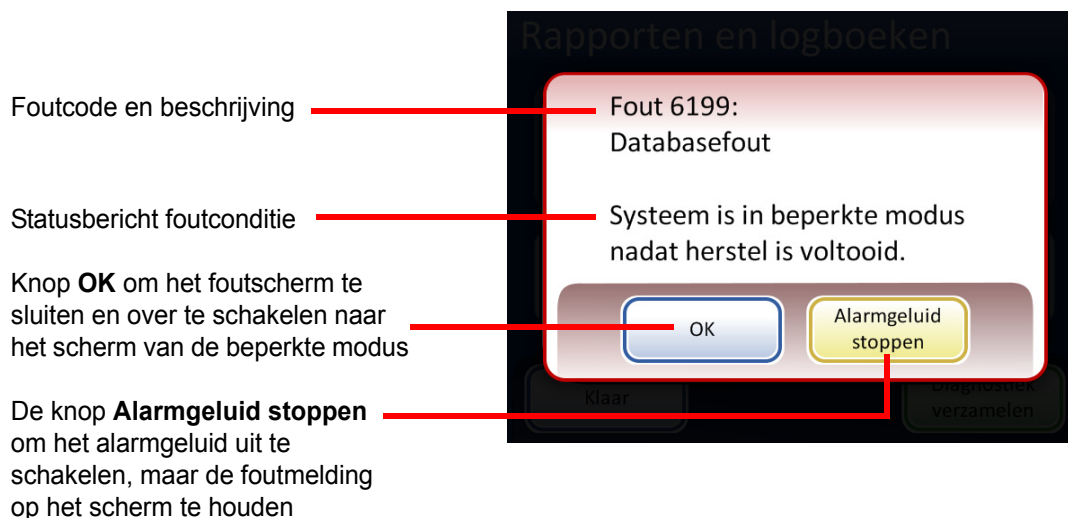 Rapporten en logboeken
Foutcode en beschrijving
Fout 6199:
Databasefout
Statusbericht foutconditie
Systeem is in beperkte modus
nadat herstel is voltooid.
Knop OK om het foutscherm te
sluiten en over te schakelen naar
het scherm van de beperkte modus
OK
Alarmgeluid
stoppen
De knop Alarmgeluid stoppen
om het alarmgeluid uit te
schakelen, maar de foutmelding
op het scherm te houden
Klaar
Diagnostiek
verzamelen